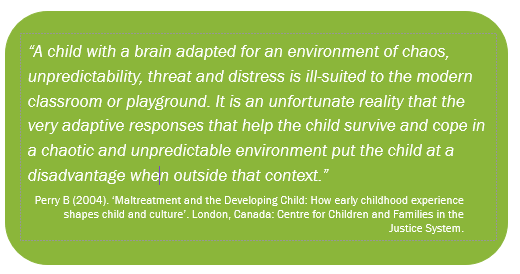 “A child with a brain adapted for an environment of chaos,
unpredictability, threat and distress is ill-suited to the modern
classroom or playground. It is an unfortunate reality that the
very adaptive responses that help the child survive and cope in
a chaotic and unpredictable environment put the child at a
disadvantage when outside that context.”
Perry B (2004). ‘Maltreatment and the Developing Child: How early childhood experience
shapes child and culture’. London, Canada: Centre for Children and Families in the
Justice System.